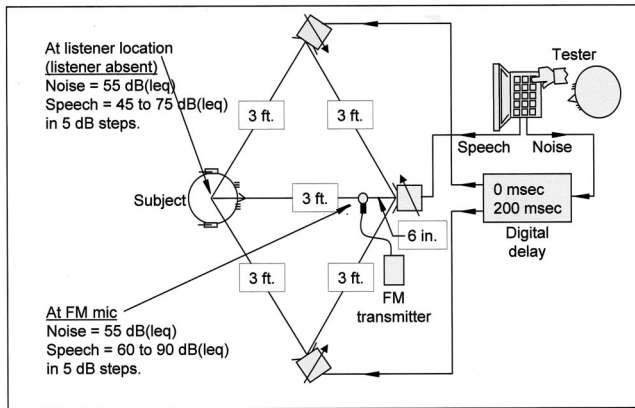 At listener location
(listener absent)
Noise = 55 dB(leq)
Speech = 45 to 75 dB(leq)
in 5 dB steps.
Tester
3 ft.
3 ft.
Speech
Noise
Subject
3 ft.
0 msec
200 msec
6 in.
Digital
delay
3 ft.
3 ft.
FM
transmitter
At FM mic
Noise = 55 dB(leq)
Speech = 60 to 90 dB(leq)
in 5 dB steps.